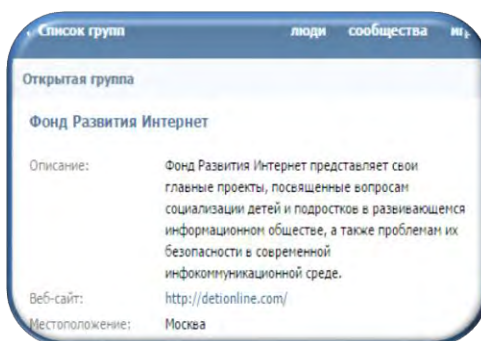 Список групп люди сообщества
Открытая группа
Фонд Развития Интернет
Описание: Фонд Развития Интернет представляет свои
главные проекты, посвященные вопросам
социализации детей и подростков в развивающемся
информационном обществе, а также проблемам их
безопасности в современной
инфокоммуникационной среде.
Веб-сайт: http://detionline.com/
Местоположение: Москва